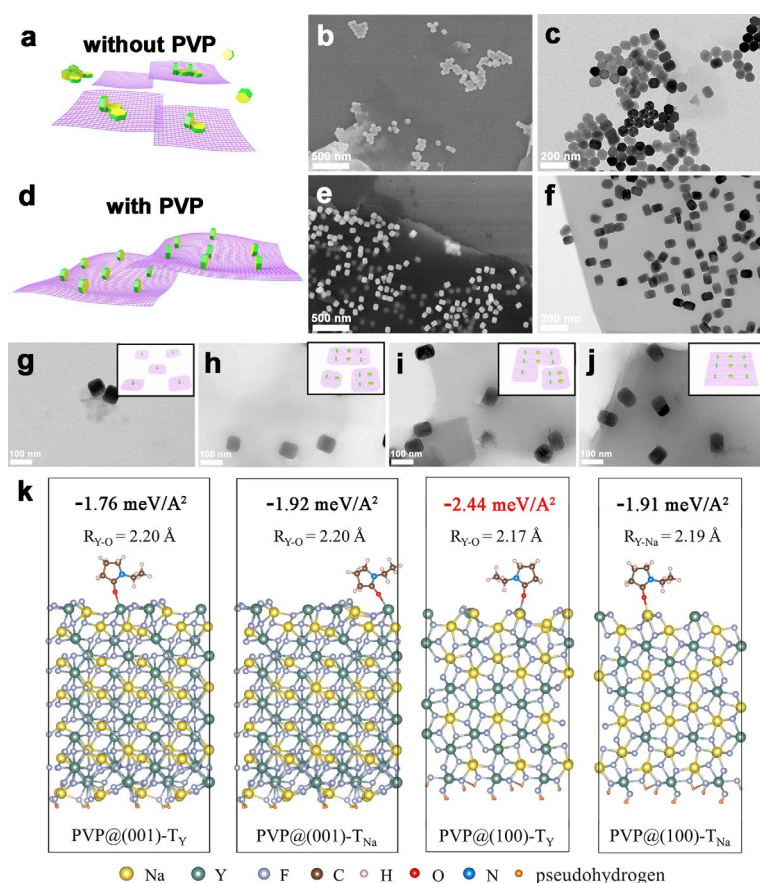 a
without PVP
b
500 nm
c
200 nm
d
with PVP
e
500 nm
f
200 nm
g
100 nm
h
100 nm
i
100 nm
j
100 nm
k
-1.76 meV/A²
R_Y-O = 2.20 Å
PVP@(001)-T_Y
-1.92 meV/A²
R_Y-O = 2.20 Å
PVP@(001)-T_Na
-2.44 meV/A²
R_Y-O = 2.17 Å
PVP@(100)-T_Y
-1.91 meV/A²
R_Y-Na = 2.19 Å
PVP@(100)-T_Na
Na Y F C H O N pseudohydrogen